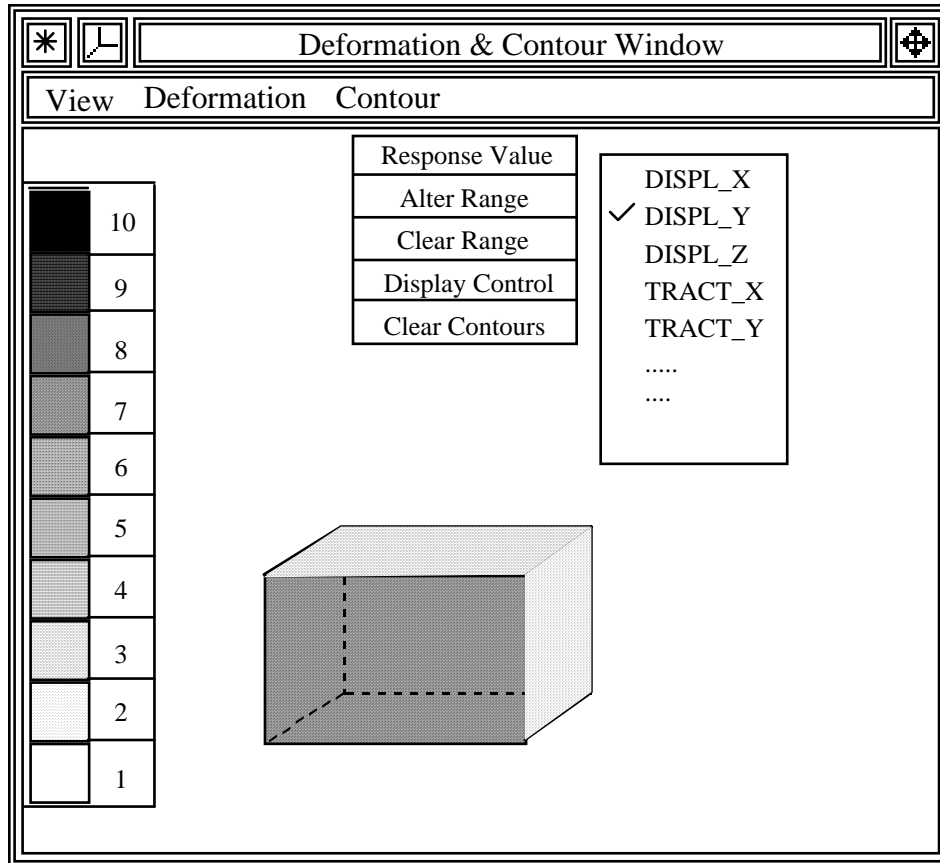 Deformation & Contour Window
View Deformation Contour
Response Value
Alter Range
Clear Range
Display Control
Clear Contours
DISPL_X
DISPL_Y
DISPL_Z
TRACT_X
TRACT_Y
.....
....
10
9
8
7
6
5
4
3
2
1